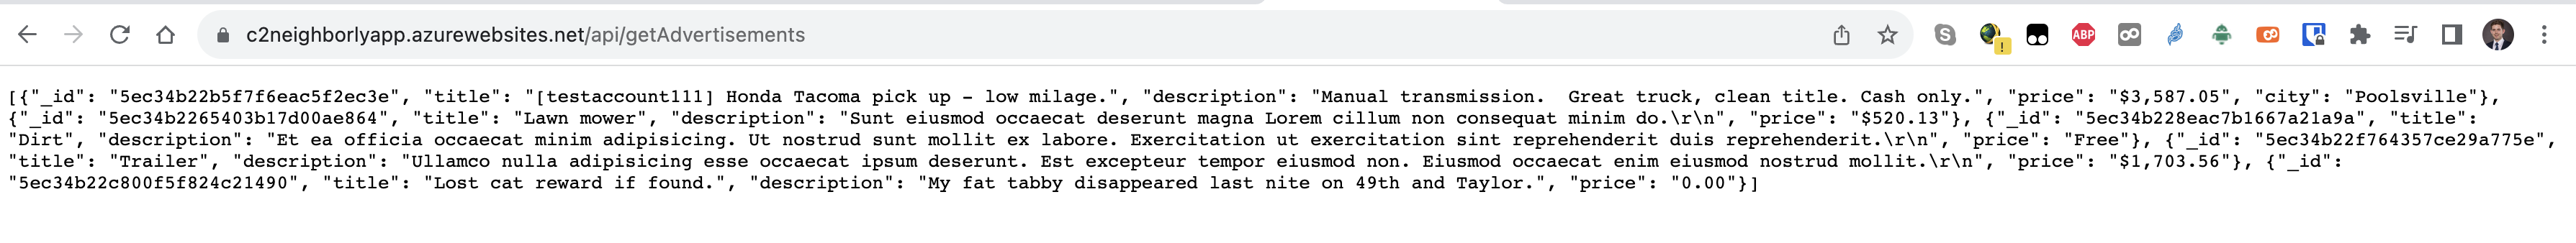 c2neighborlyapp.azurewebsites.net/api/getAdvertisements
ABP
[{"_id": "5ec34b22b5f7f6eac5f2ec3e", "title": "[testaccount111] Honda Tacoma pick up - low milage.", "description": "Manual transmission.  Great truck, clean title. Cash only.", "price": "$3,587.05", "city": "Poolsville"},
{"_id": "5ec34b2265403b17d00ae864", "title": "Lawn mower", "description": "Sunt eiusmod occaecat deserunt magna Lorem cillum non consequat minim do.\r\n", "price": "$520.13"}, {"_id": "5ec34b228eac7b1667a21a9a", "title":
"Dirt", "description": "Et ea officia occaecat minim adipisicing. Ut nostrud sunt mollit ex labore. Exercitation ut exercitation sint reprehenderit duis reprehenderit.\r\n", "price": "Free"}, {"_id": "5ec34b22f764357ce29a775e",
"title": "Trailer", "description": "Ullamco nulla adipisicing esse occaecat ipsum deserunt. Est excepteur tempor eiusmod non. Eiusmod occaecat enim eiusmod nostrud mollit.\r\n", "price": "$1,703.56"}, {"_id":
"5ec34b22c800f5f824c21490", "title": "Lost cat reward if found.", "description": "My fat tabby disappeared last nite on 49th and Taylor.", "price": "0.00"}]